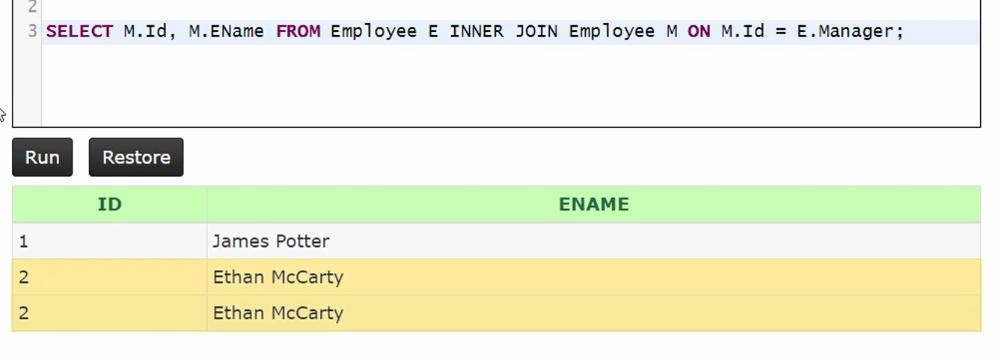 2
3 SELECT M.Id, M.EName FROM Employee E INNER JOIN Employee M ON M.Id = E.Manager;
Run Restore
ID ENAME
1 James Potter
2 Ethan McCarty
2 Ethan McCarty